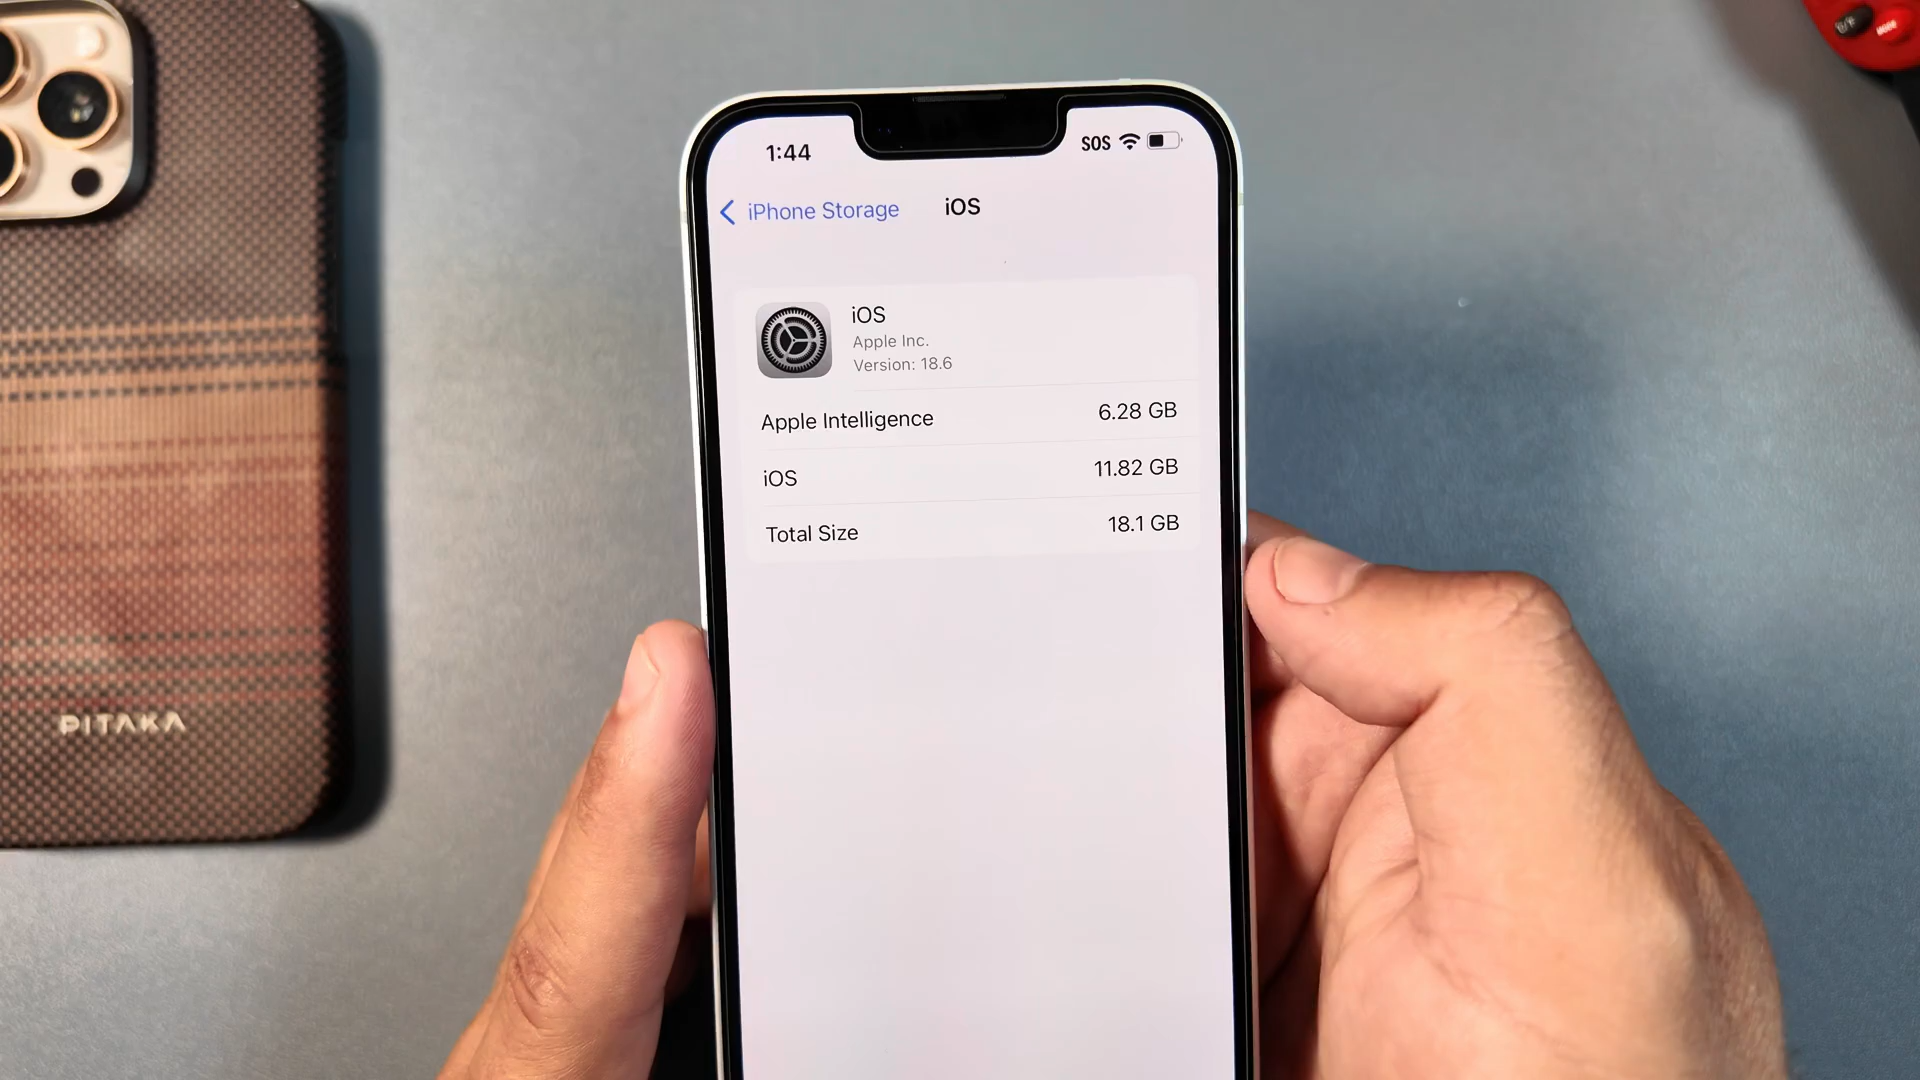 1:44
SOS
iPhone Storage
iOS
iOS
Apple Inc.
Version: 18.6
Apple Intelligence 6.28 GB
iOS 11.82 GB
Total Size 18.1 GB
PITAKA
MODE